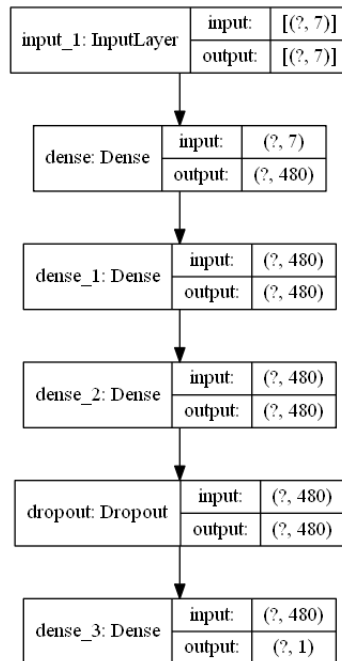 input_1: InputLayer
input: [(?, 7)]
output: [(?, 7)]
dense: Dense
input: (?, 7)
output: (?, 480)
dense_1: Dense
input: (?, 480)
output: (?, 480)
dense_2: Dense
input: (?, 480)
output: (?, 480)
dropout: Dropout
input: (?, 480)
output: (?, 480)
dense_3: Dense
input: (?, 480)
output: (?, 1)